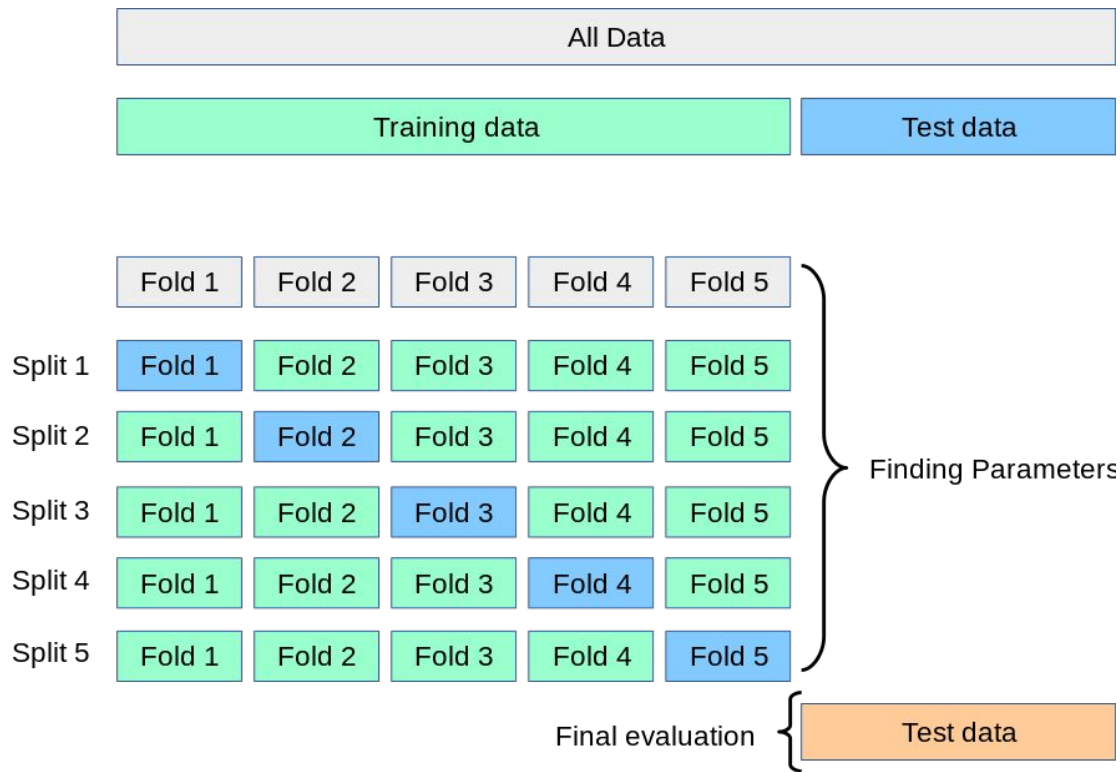 All Data
Training data Test data
Fold 1 Fold 2 Fold 3 Fold 4 Fold 5
Split 1 Fold 1 Fold 2 Fold 3 Fold 4 Fold 5
Split 2 Fold 1 Fold 2 Fold 3 Fold 4 Fold 5
Finding Parameters
Split 3 Fold 1 Fold 2 Fold 3 Fold 4 Fold 5
Split 4 Fold 1 Fold 2 Fold 3 Fold 4 Fold 5
Split 5 Fold 1 Fold 2 Fold 3 Fold 4 Fold 5
Final evaluation Test data